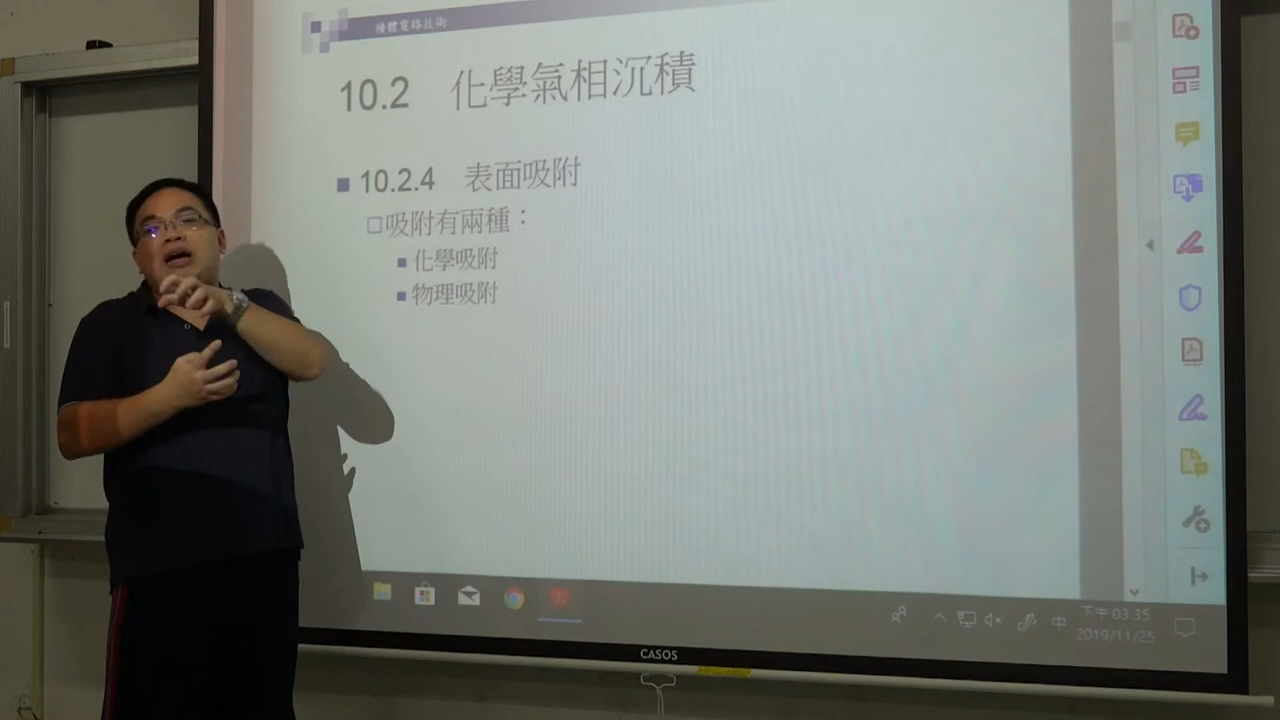 積體電路技術
10.2 化學氣相沉積
10.2.4 表面吸附
吸附有兩種：
化學吸附
物理吸附
中
下午 03:35
2019/11/25
CASOS